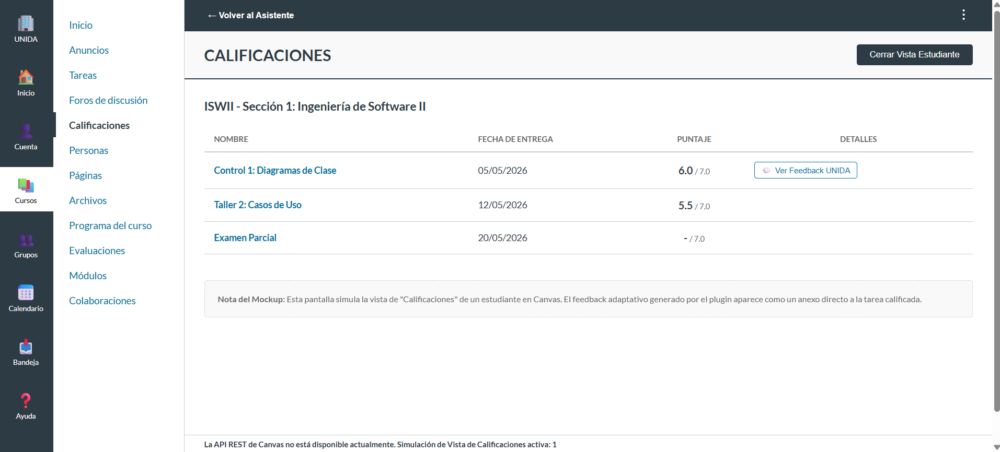 UNIDA
Inicio
Cuenta
Cursos
Grupos
Calendario
Bandeja
Ayuda
Inicio
Anuncios
Tareas
Foros de discusión
Calificaciones
Personas
Páginas
Archivos
Programa del curso
Evaluaciones
Módulos
Colaboraciones
← Volver al Asistente
CALIFICACIONES
Cerrar Vista Estudiante
ISWII - Sección 1: Ingeniería de Software II
NOMBRE FECHA DE ENTREGA PUNTAJE DETALLES
Control 1: Diagramas de Clase 05/05/2026 6.0 / 7.0 Ver Feedback UNIDA
Taller 2: Casos de Uso 12/05/2026 5.5 / 7.0
Examen Parcial 20/05/2026 - / 7.0
Nota del Mockup: Esta pantalla simula la vista de "Calificaciones" de un estudiante en Canvas. El feedback adaptativo generado por el plugin aparece como un anexo directo a la tarea calificada.
La API REST de Canvas no está disponible actualmente. Simulación de Vista de Calificaciones activa: 1